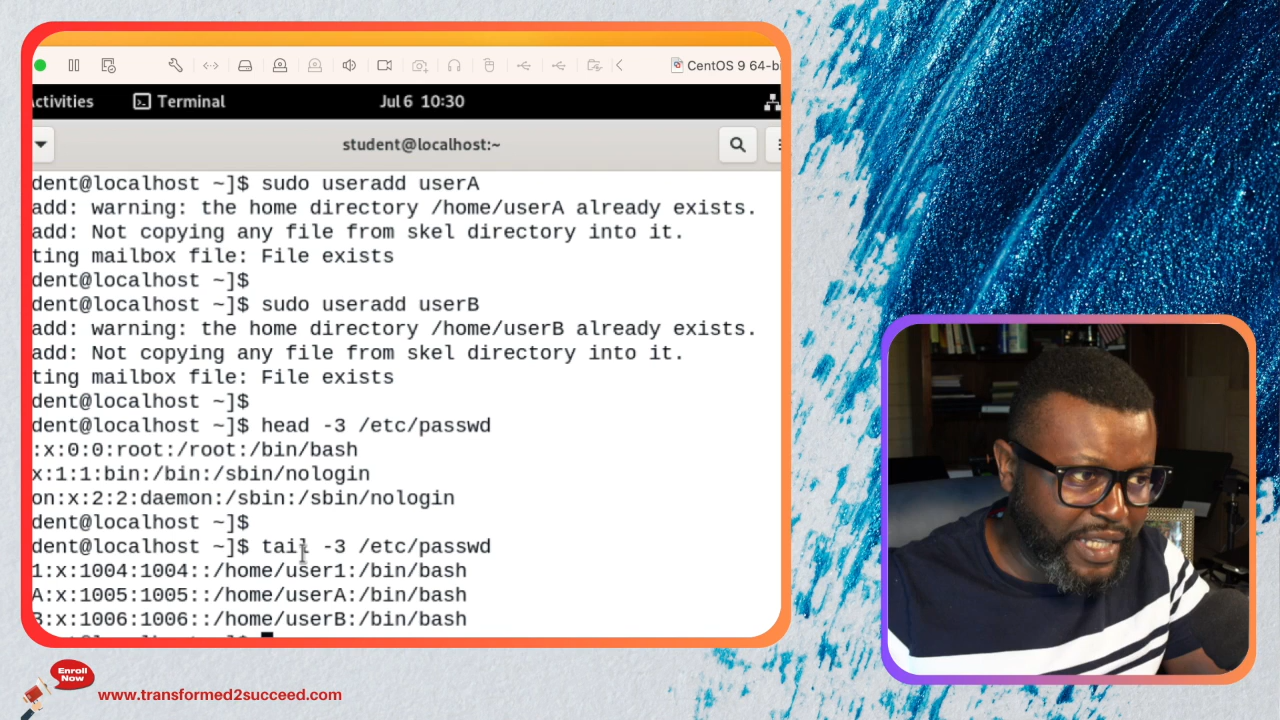 CentOS 9 64-bi
ctivities
Terminal
Jul 6 10:30
student@localhost:~
dent@localhost ~]$ sudo useradd userA
add: warning: the home directory /home/userA already exists.
add: Not copying any file from skel directory into it.
ting mailbox file: File exists
dent@localhost ~]$
dent@localhost ~]$ sudo useradd userB
add: warning: the home directory /home/userB already exists.
add: Not copying any file from skel directory into it.
ting mailbox file: File exists
dent@localhost ~]$
dent@localhost ~]$ head -3 /etc/passwd
:x:0:0:root:/root:/bin/bash
x:1:1:bin:/bin:/sbin/nologin
on:x:2:2:daemon:/sbin:/sbin/nologin
dent@localhost ~]$
dent@localhost ~]$ tail -3 /etc/passwd
1:x:1004:1004::/home/user1:/bin/bash
A:x:1005:1005::/home/userA:/bin/bash
B:x:1006:1006::/home/userB:/bin/bash
Enroll
Now
www.transformed2succeed.com